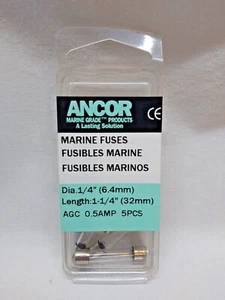 ANCOR
MARINE GRADE™ PRODUCTS
A Lasting Solution
CE
MARINE FUSES
FUSIBLES MARINE
FUSIBLES MARINOS
Dia.1/4" (6.4mm)
Length:1-1/4" (32mm)
AGC 0.5AMP 5PCS